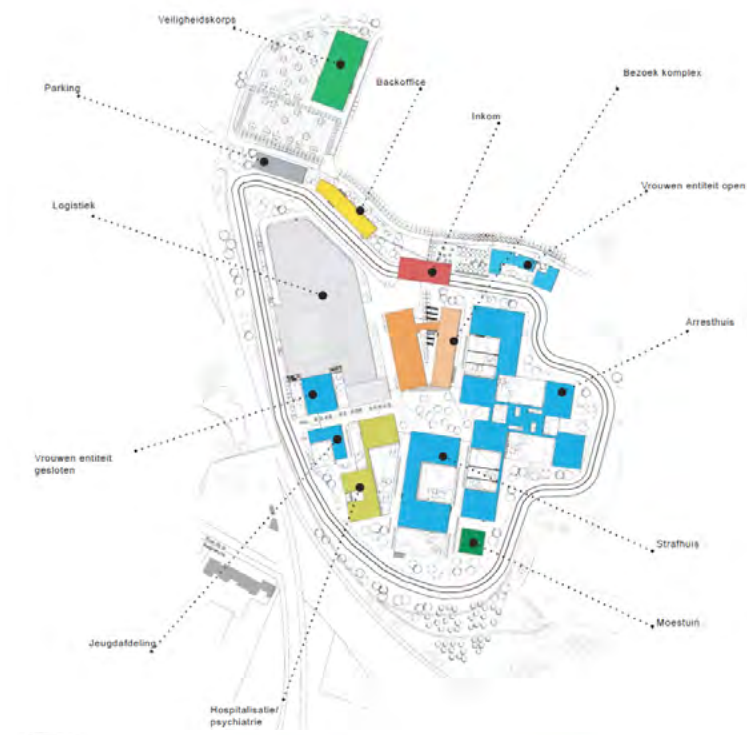 Veiligheidskorps
Bezoek komplex
Backoffice
Parking
Inkom
Vrouwen entiteit open
Logistiek
Arresthuis
Vrouwen entiteit
gesloten
Strafhuis
Moestuin
Jeugdafdeling
Hospitalisatie/
psychiatrie